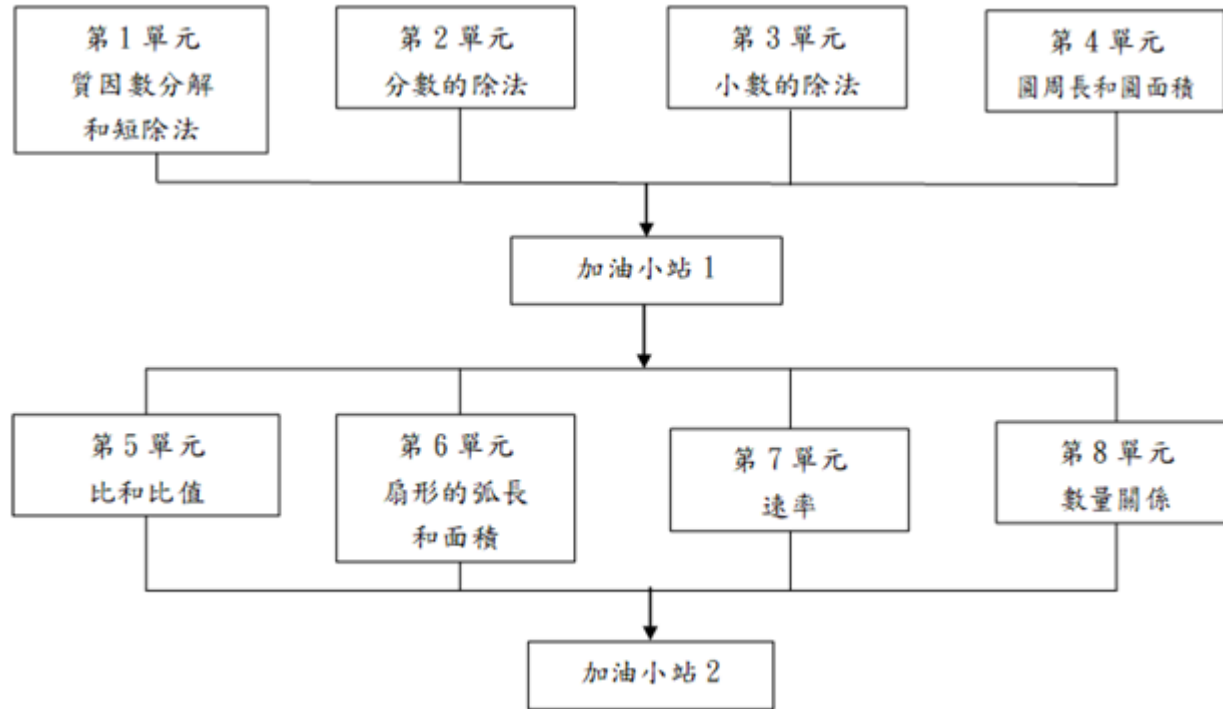 第1單元
質因數分解
和短除法
第2單元
分數的除法
第3單元
小數的除法
第4單元
圓周長和圓面積
加油小站1
第5單元
比和比值
第6單元
扇形的弧長
和面積
第7單元
速率
第8單元
數量關係
加油小站2